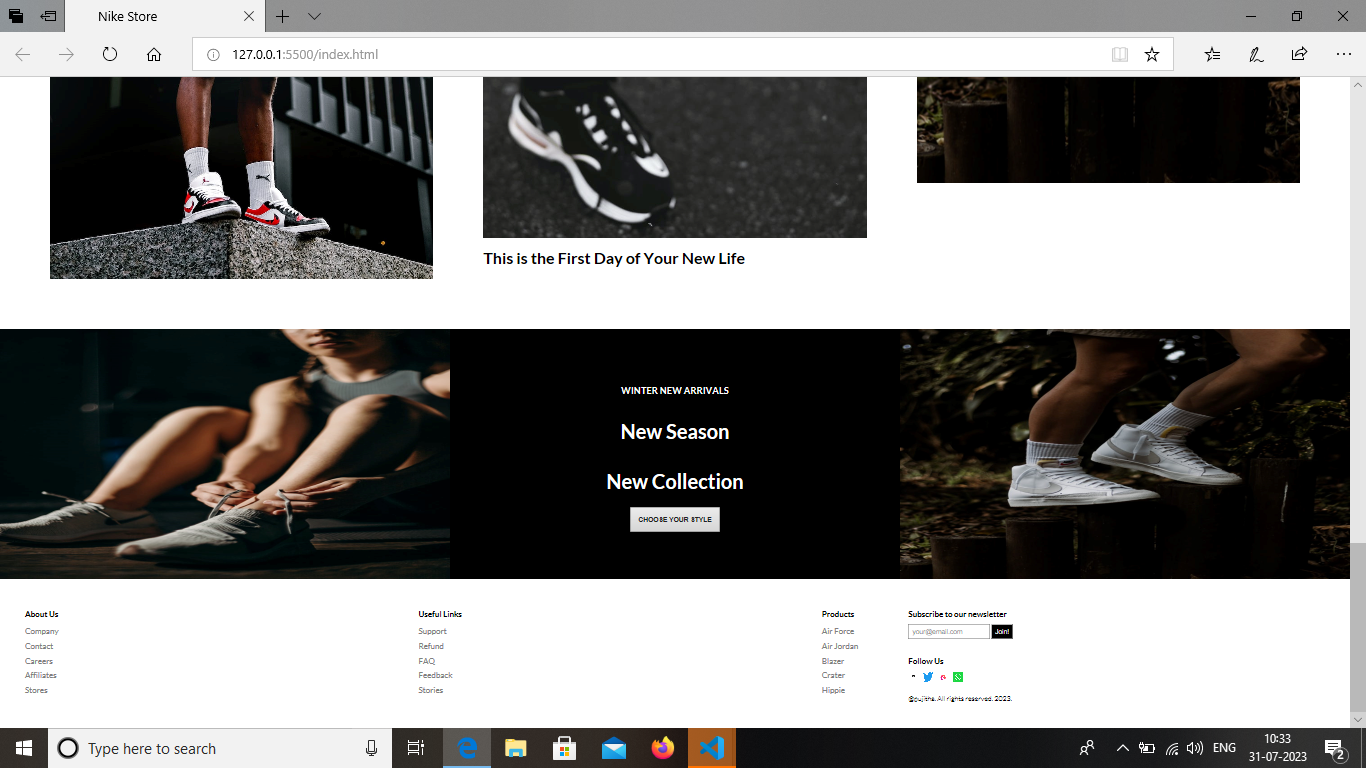 Nike Store
127.0.0.1:5500/index.html
This is the First Day of Your New Life
WINTER NEW ARRIVALS
New Season
New Collection
CHOOSE YOUR STYLE
About Us
Company
Contact
Careers
Affiliates
Stores
Useful Links
Support
Refund
FAQ
Feedback
Stories
Products
Air Force
Air Jordan
Blazer
Crater
Hippie
Subscribe to our newsletter
your@email.com Join!
Follow Us
@pujitha. All rights reserved. 2023.
Type here to search
ENG
10:33
31-07-2023
2